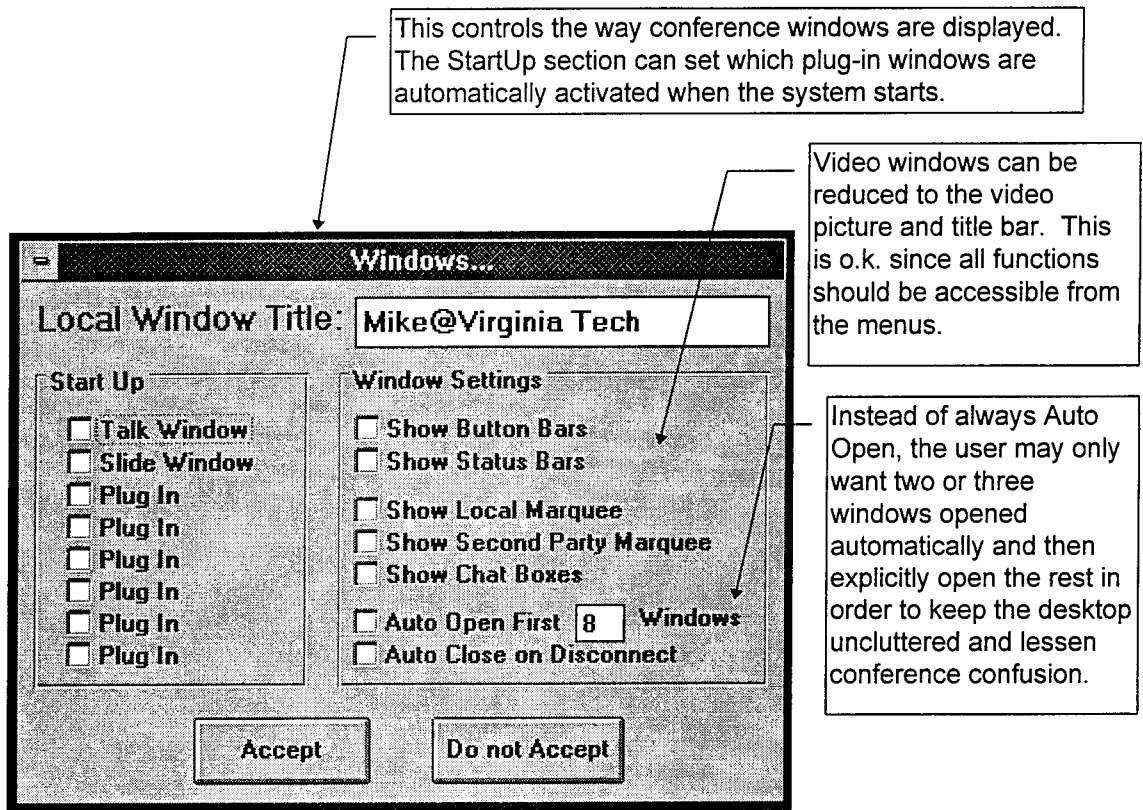 This controls the way conference windows are displayed.
The StartUp section can set which plug-in windows are
automatically activated when the system starts.
Video windows can be
reduced to the video
picture and title bar. This
is o.k. since all functions
should be accessible from
the menus.
Windows...
Local Window Title: Mike@Virginia Tech
Start Up
Talk Window
Slide Window
Plug In
Plug In
Plug In
Plug In
Plug In
Plug In
Window Settings
Show Button Bars
Show Status Bars
Show Local Marquee
Show Second Party Marquee
Show Chat Boxes
Auto Open First 8 Windows
Auto Close on Disconnect
Instead of always Auto
Open, the user may only
want two or three
windows opened
automatically and then
explicitly open the rest in
order to keep the desktop
uncluttered and lessen
conference confusion.
Accept
Do not Accept